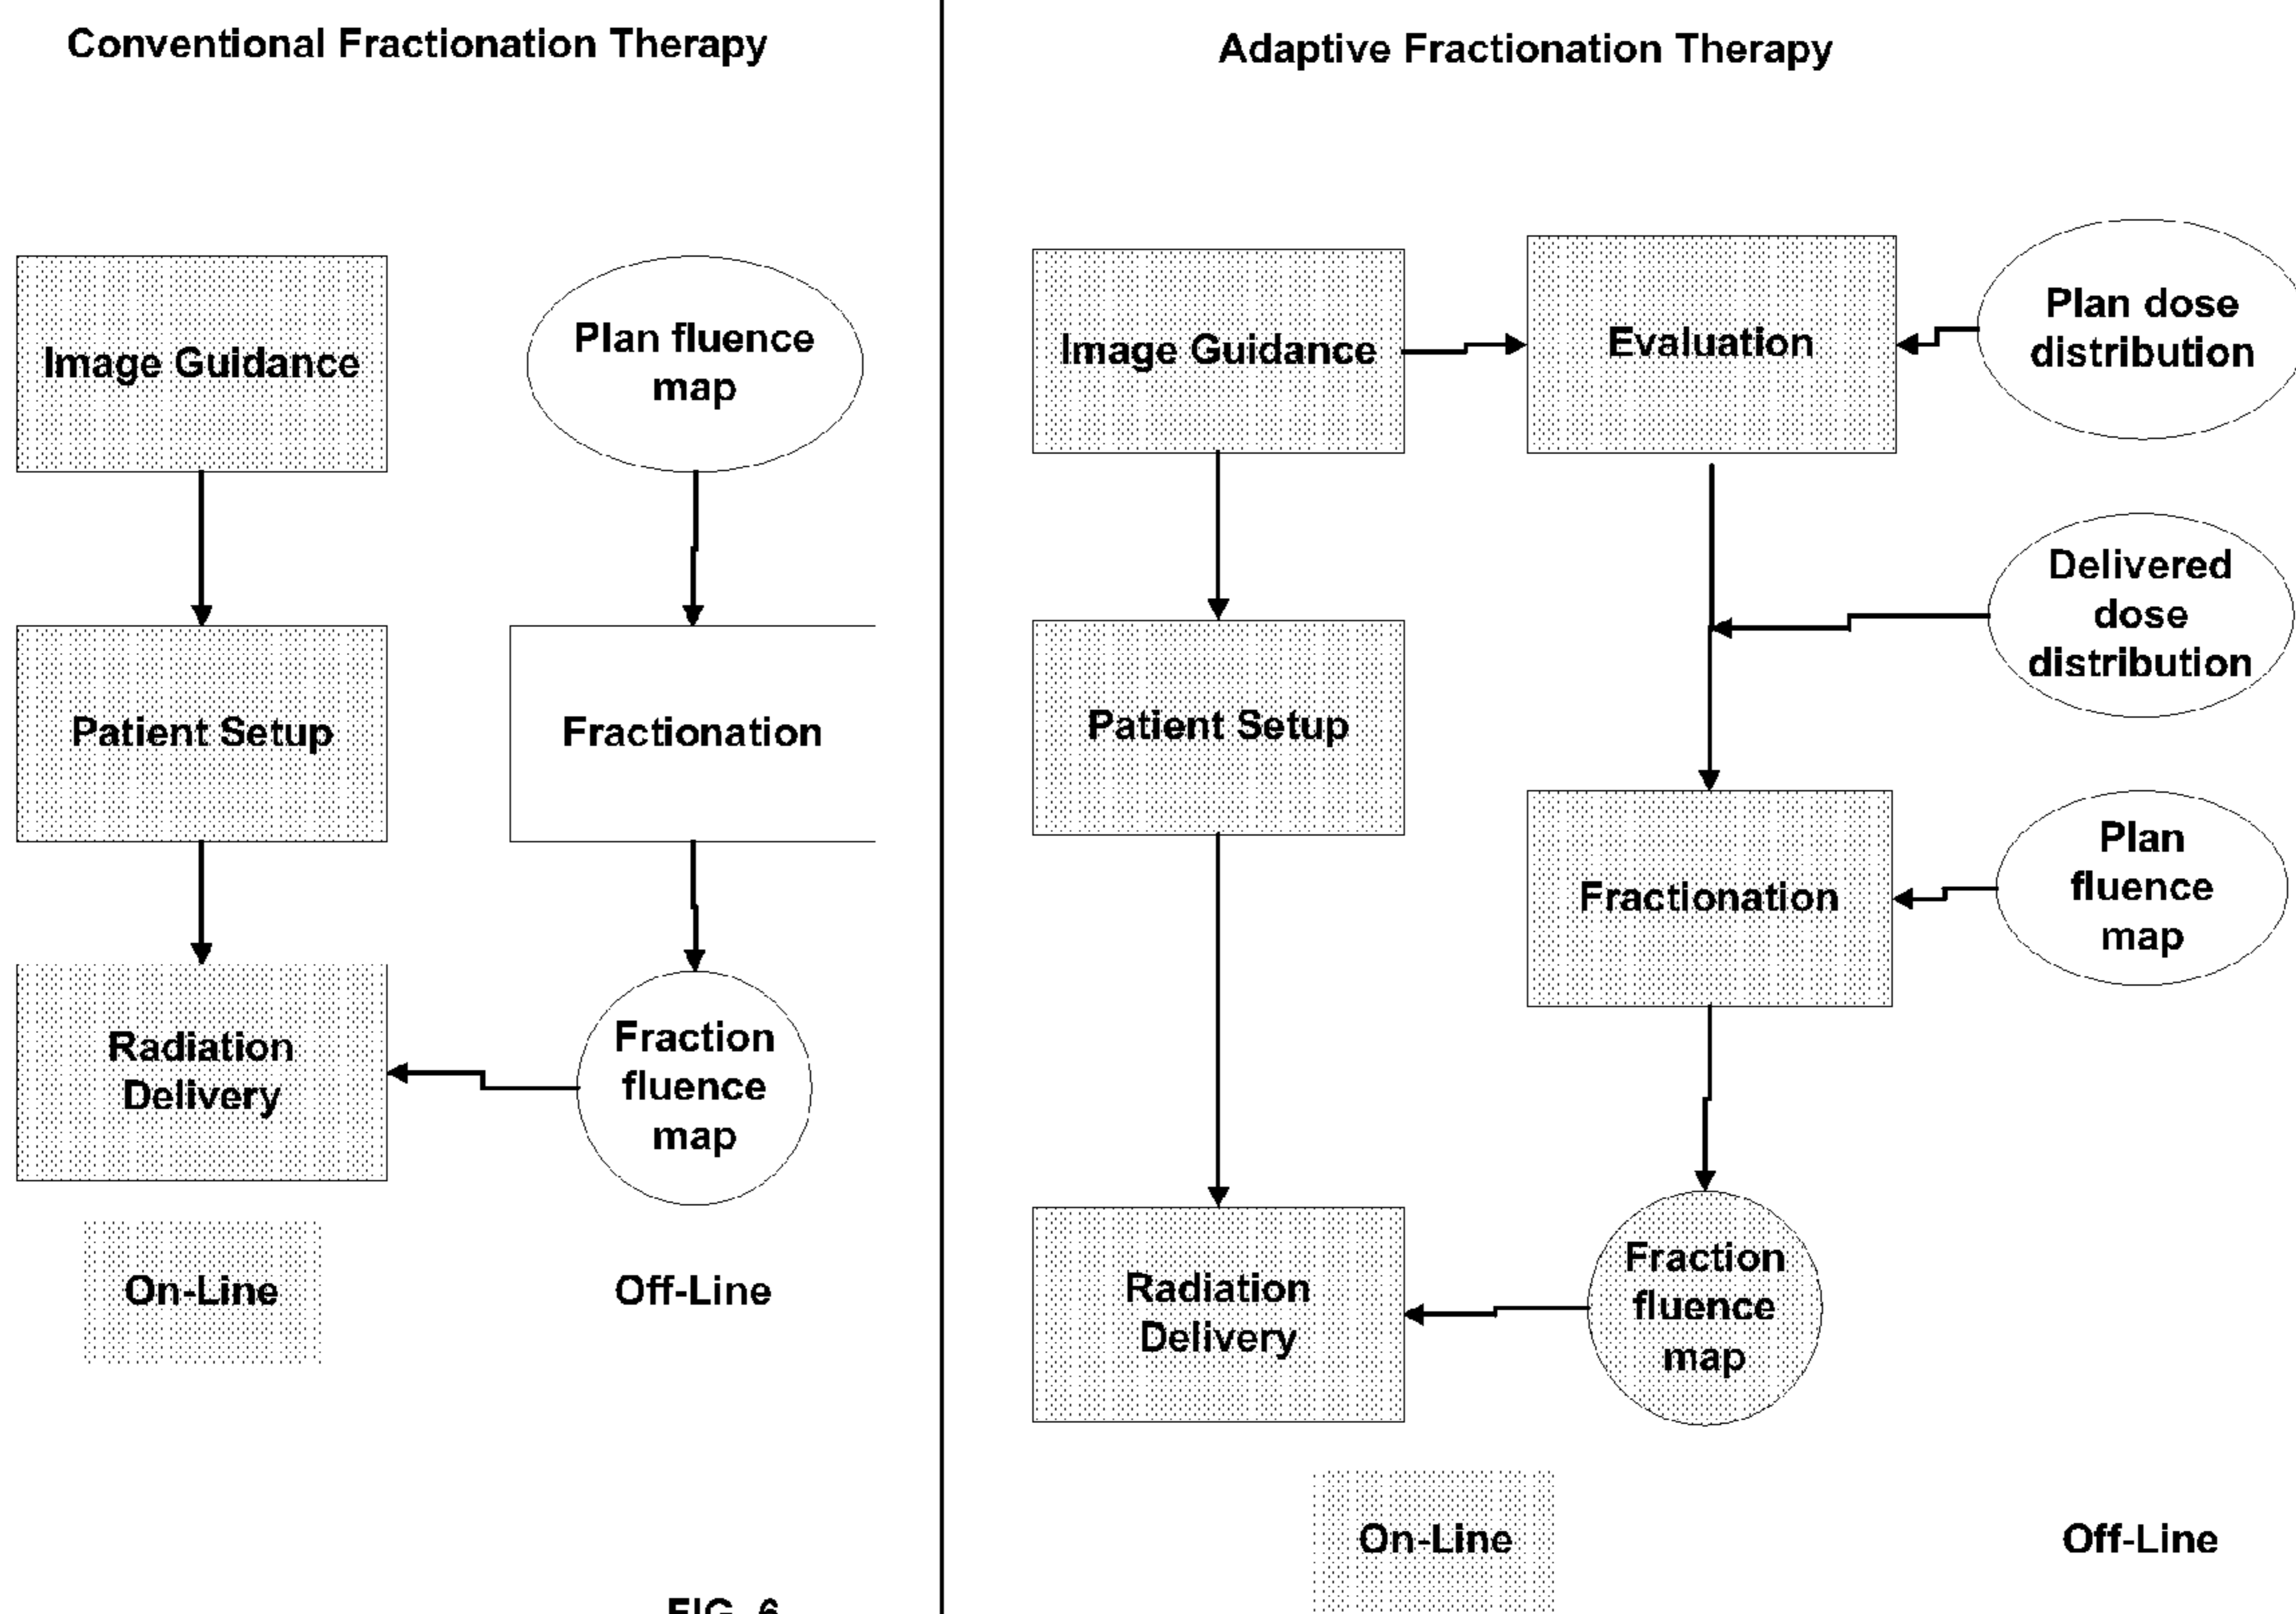 Conventional Fractionation Therapy
Image Guidance
Plan fluence
map
Patient Setup
Fractionation
Radiation
Delivery
Fraction
fluence
map
On-Line
Off-Line
FIG. 6
Adaptive Fractionation Therapy
Image Guidance
Evaluation
Plan dose
distribution
Delivered
dose
distribution
Patient Setup
Fractionation
Plan
fluence
map
Radiation
Delivery
Fraction
fluence
map
On-Line
Off-Line